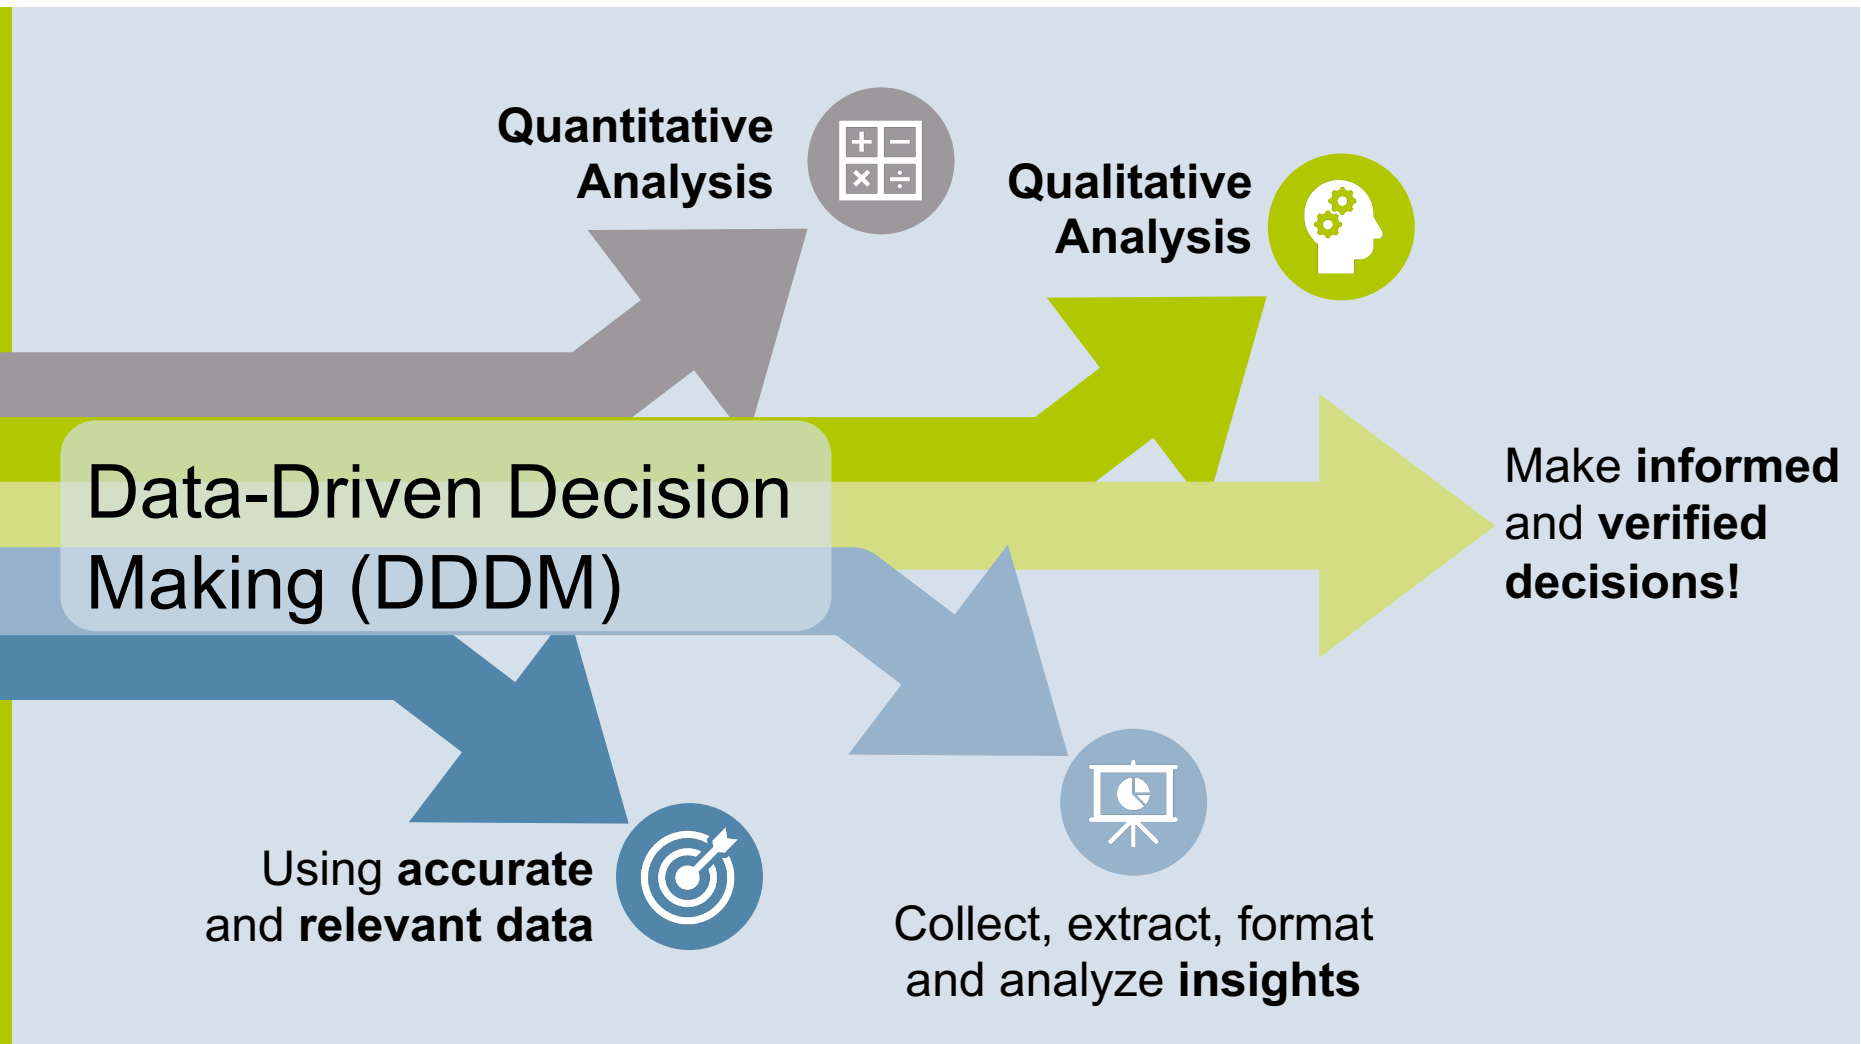 Quantitative
Analysis
Qualitative
Analysis
Data-Driven Decision
Making (DDDM)
Make informed
and verified
decisions!
Using accurate
and relevant data
Collect, extract, format
and analyze insights